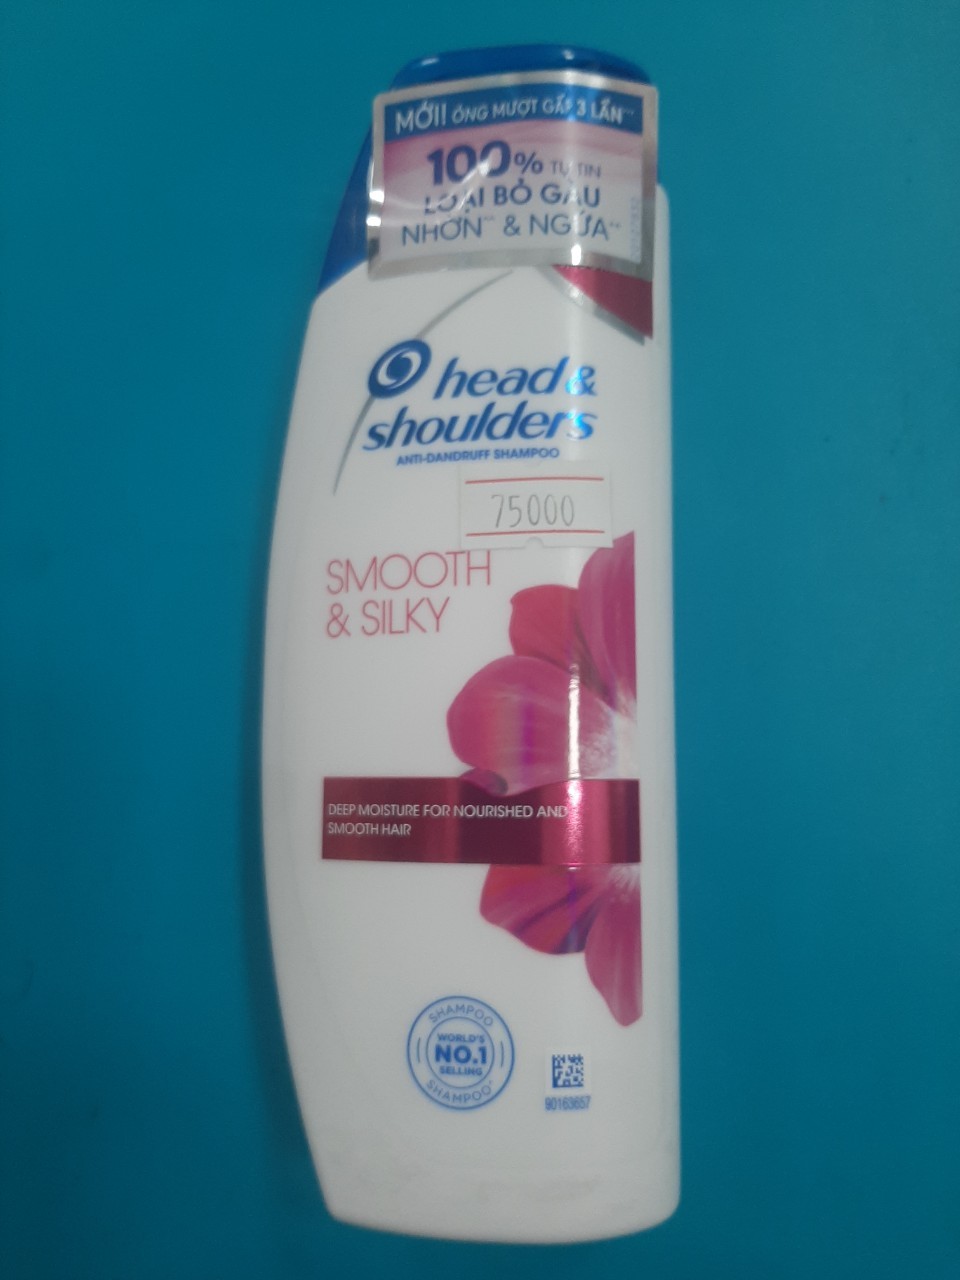 MỚI! ÓNG MƯỢT GẤP 3 LẦN**
100% TỰ TIN
LOẠI BỎ GÀU
NHỜN** & NGỨA**
head &
shoulders
ANTI-DANDRUFF SHAMPOO
75000
SMOOTH
& SILKY
DEEP MOISTURE FOR NOURISHED AND
SMOOTH HAIR
SHAMPOO
WORLD'S
NO.1
SELLING
SHAMPOO*
90163657